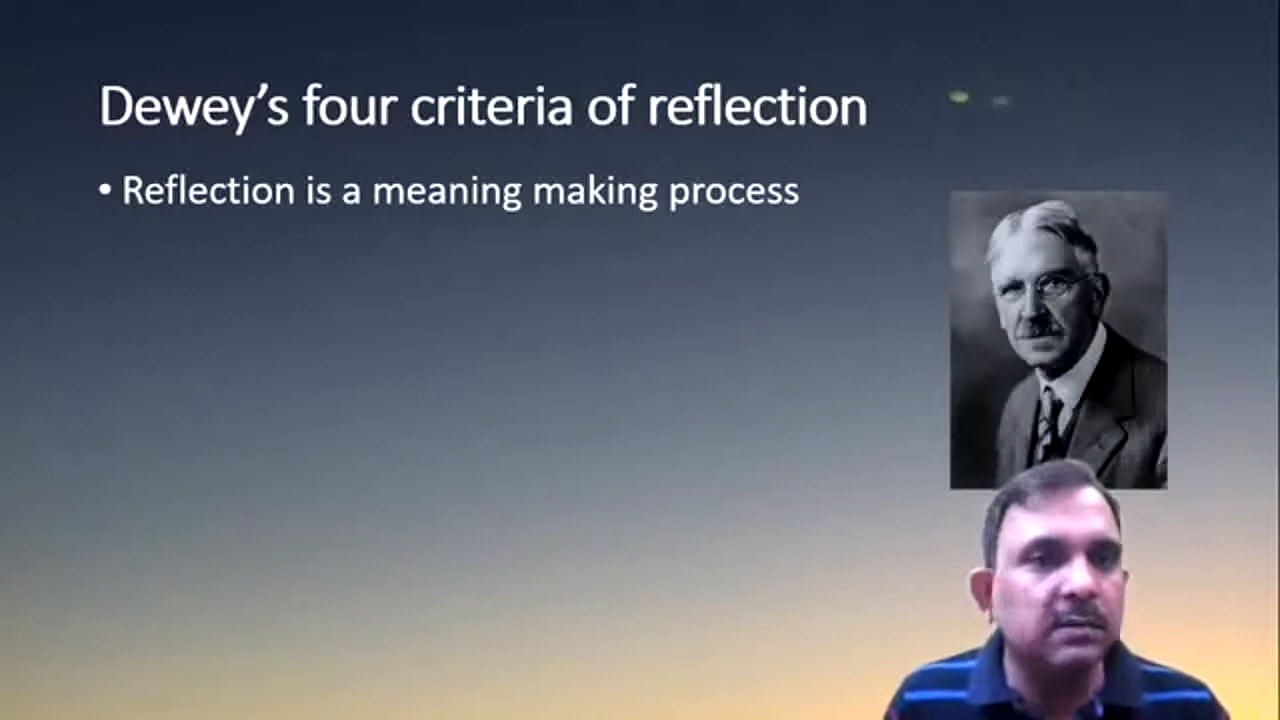 Dewey's four criteria of reflection
• Reflection is a meaning making process